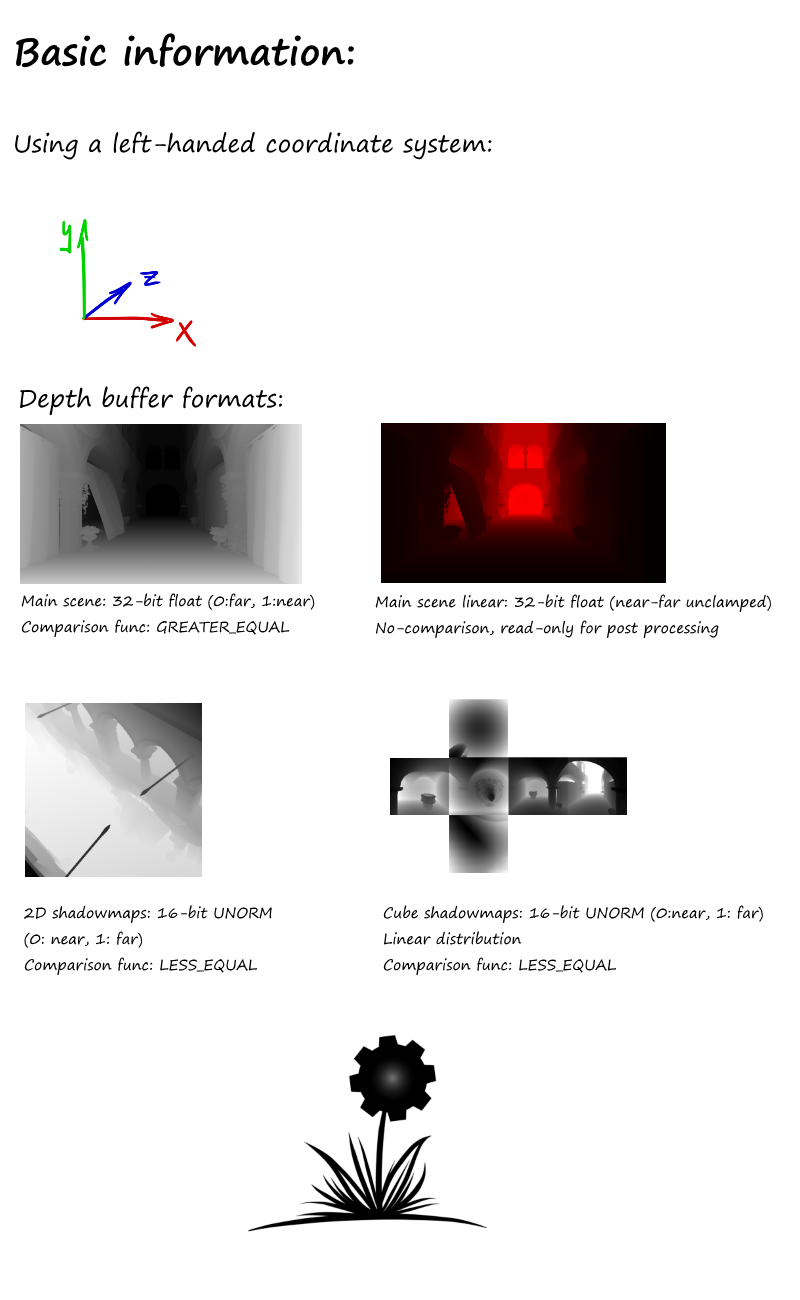 Basic information:
Using a left-handed coordinate system:
y
z
x
Depth buffer formats:
Main scene: 32-bit float (0:far, 1:near)
Comparison func: GREATER_EQUAL
Main scene linear: 32-bit float (near-far unclamped)
No-comparison, read-only for post processing
2D shadowmaps: 16-bit UNORM
(0: near, 1: far)
Comparison func: LESS_EQUAL
Cube shadowmaps: 16-bit UNORM (0:near, 1: far)
Linear distribution
Comparison func: LESS_EQUAL